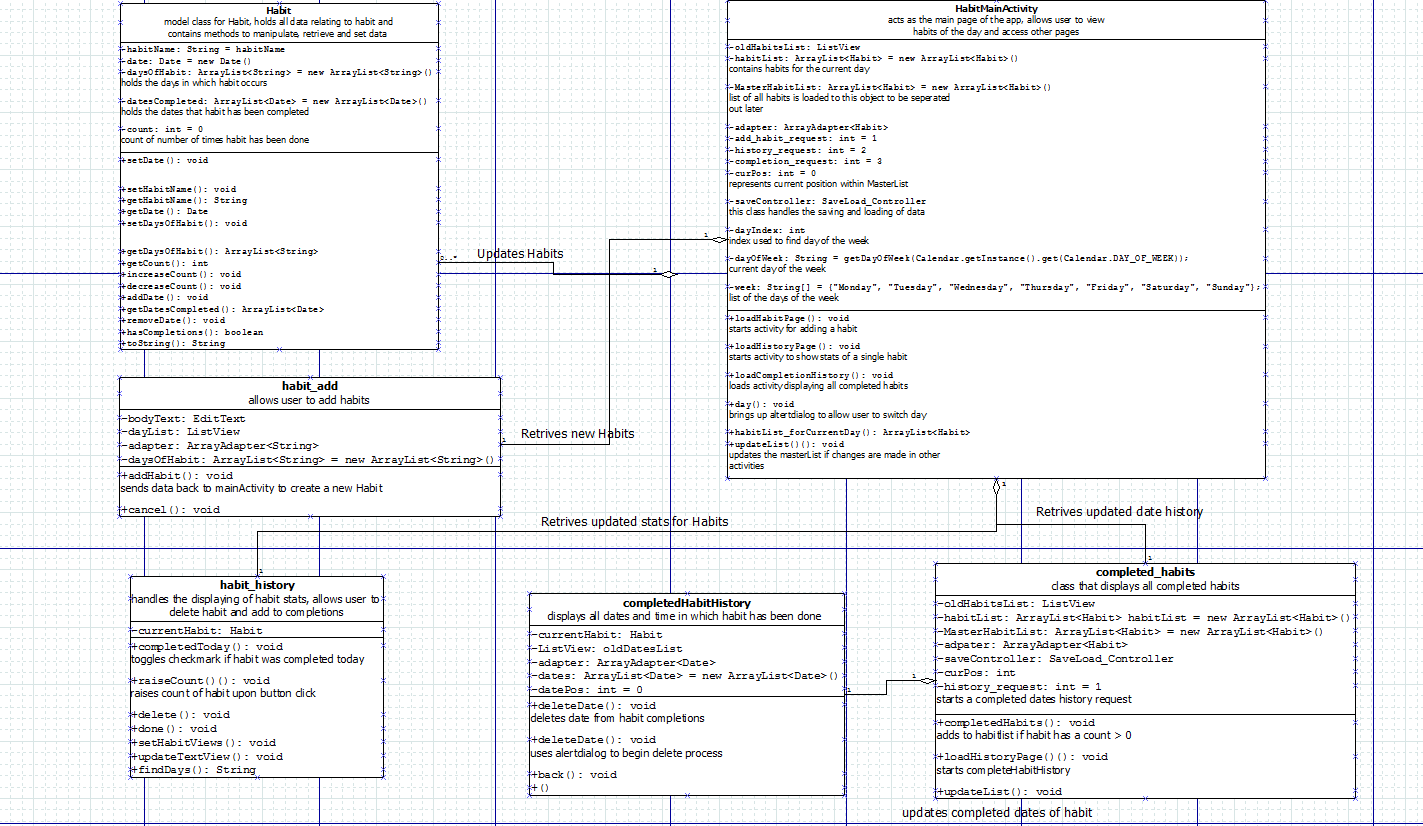 Habit
model class for Habit, holds all data relating to habit and
contains methods to manipulate, retrieve and set data
-habitName: String = habitName
-date: Date = new Date()
-daysOfHabit: ArrayList<String> = new ArrayList<String>()
holds the days in which habit occurs
-datesCompleted: ArrayList<Date> = new ArrayList<Date>()
holds the dates that habit has been completed
-count: int = 0
count of number of times habit has been done
+setDate(): void
+setHabitName(): void
+getHabitName(): String
+getDate(): Date
+setDaysOfHabit(): void
+getDaysOfHabit(): ArrayList<String>
+getCount(): int
+increaseCount(): void
+decreaseCount(): void
+addDate(): void
+getDatesCompleted(): ArrayList<Date>
+removeDate(): void
+hasCompletions(): boolean
+toString(): String
0..*
Updates Habits
1
1
HabitMainActivity
acts as the main page of the app, allows user to view
habits of the day and access other pages
-oldHabitsList: ListView
-habitList: ArrayList<Habit> = new ArrayList<Habit>()
contains habits for the current day
-MasterHabitList: ArrayList<Habit> = new ArrayList<Habit>()
list of all habits is loaded to this object to be seperated
out later
-adapter: ArrayAdapter<Habit>
-add_habit_request: int = 1
-history_request: int = 2
-completion_request: int = 3
-curPos: int = 0
represents current position within MasterList
-saveController: SaveLoad_Controller
this class handles the saving and loading of data
-dayIndex: int
index used to find day of the week
-dayOfWeek: String = getDayOfWeek(Calendar.getInstance().get(Calendar.DAY_OF_WEEK));
current day of the week
-week: String[] = {"Monday", "Tuesday", "Wednesday", "Thursday", "Friday", "Saturday", "Sunday"};
list of the days of the week
+loadHabitPage(): void
starts activity for adding a habit
+loadHistoryPage(): void
starts activity to show stats of a single habit
+loadCompletionHistory(): void
loads activity displaying all completed habits
+day(): void
brings up altertdialog to allow user to switch day
+habitList_forCurrentDay(): ArrayList<Habit>
+updateList()(): void
updates the masterList if changes are made in other
activities
habit_add
allows user to add habits
-bodyText: EditText
-dayList: ListView
-adapter: ArrayAdapter<String>
-daysOfHabit: ArrayList<String> = new ArrayList<String>()
+addHabit(): void
sends data back to mainActivity to create a new Habit
+cancel(): void
1
Retrives new Habits
1
Retrives updated stats for Habits
Retrives updated date history
1
1
habit_history
handles the displaying of habit stats, allows user to
delete habit and add to completions
-currentHabit: Habit
+completedToday(): void
toggles checkmark if habit was completed today
+raiseCount()(): void
raises count of habit upon button click
+delete(): void
+done(): void
+setHabitViews(): void
+updateTextView(): void
+findDays(): String
completedHabitHistory
displays all dates and time in which habit has been done
-currentHabit: Habit
-ListView: oldDatesList
-adapter: ArrayAdapter<Date>
-dates: ArrayList<Date> = new ArrayList<Date>()
-datePos: int = 0
+deleteDate(): void
deletes date from habit completions
+deleteDate(): void
uses alertdialog to begin delete process
+back(): void
+()
1
1
completed_habits
class that displays all completed habits
-oldHabitsList: ListView
-habitList: ArrayList<Habit> habitList = new ArrayList<Habit>()
-MasterHabitList: ArrayList<Habit> = new ArrayList<Habit>()
-adpater: ArrayAdapter<Habit>
-saveController: SaveLoad_Controller
-curPos: int
-history_request: int = 1
starts a completed dates history request
+completedHabits(): void
adds to habitlist if habit has a count > 0
+loadHistoryPage()(): void
starts completeHabitHistory
+updateList(): void
updates completed dates of habit